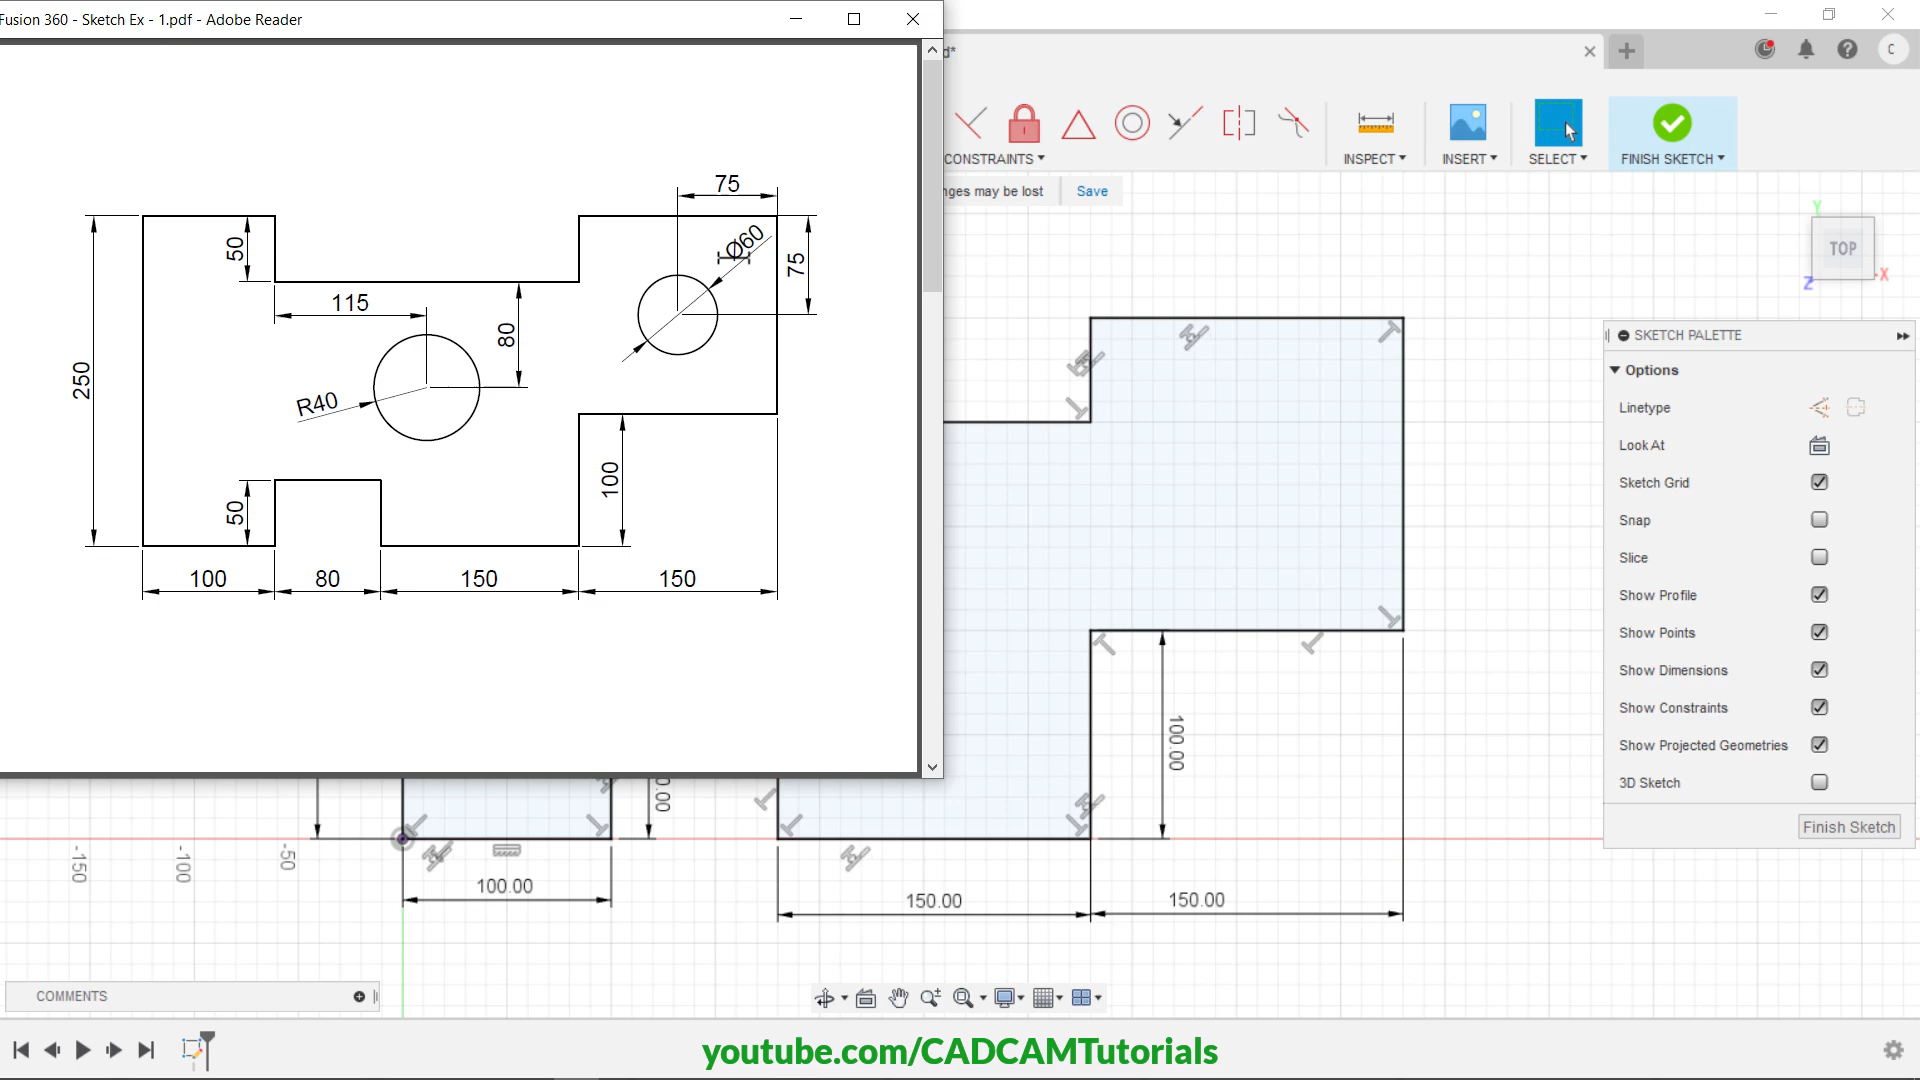 Fusion 360 - Sketch Ex - 1.pdf - Adobe Reader
d*
C
CONSTRAINTS
INSPECT
INSERT
SELECT
FINISH SKETCH
nges may be lost
Save
75
50
Ø60
75
115
80
250
R40
100
50
100
80
150
150
Y
TOP
X
Z
SKETCH PALETTE
Options
Linetype
Look At
Sketch Grid
Snap
Slice
Show Profile
Show Points
Show Dimensions
Show Constraints
Show Projected Geometries
3D Sketch
Finish Sketch
100.00
0.00
-150
-100
-50
100.00
150.00
150.00
COMMENTS
youtube.com/CADCAMTutorials